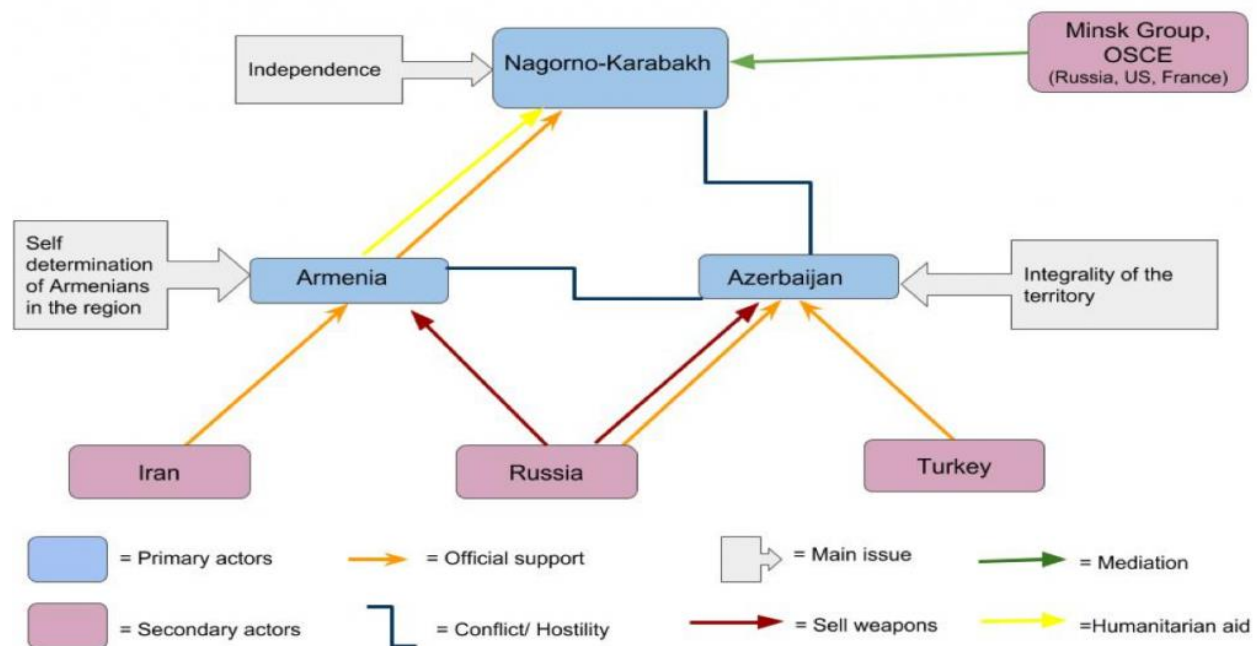 Minsk Group,
OSCE
(Russia, US, France)
Nagorno-Karabakh
Independence
Self
determination
of Armenians
in the region
Armenia
Azerbaijan
Integrality of the
territory
Iran
Russia
Turkey
= Primary actors
= Official support
= Main issue
= Mediation
= Secondary actors
= Conflict/ Hostility
= Sell weapons
=Humanitarian aid